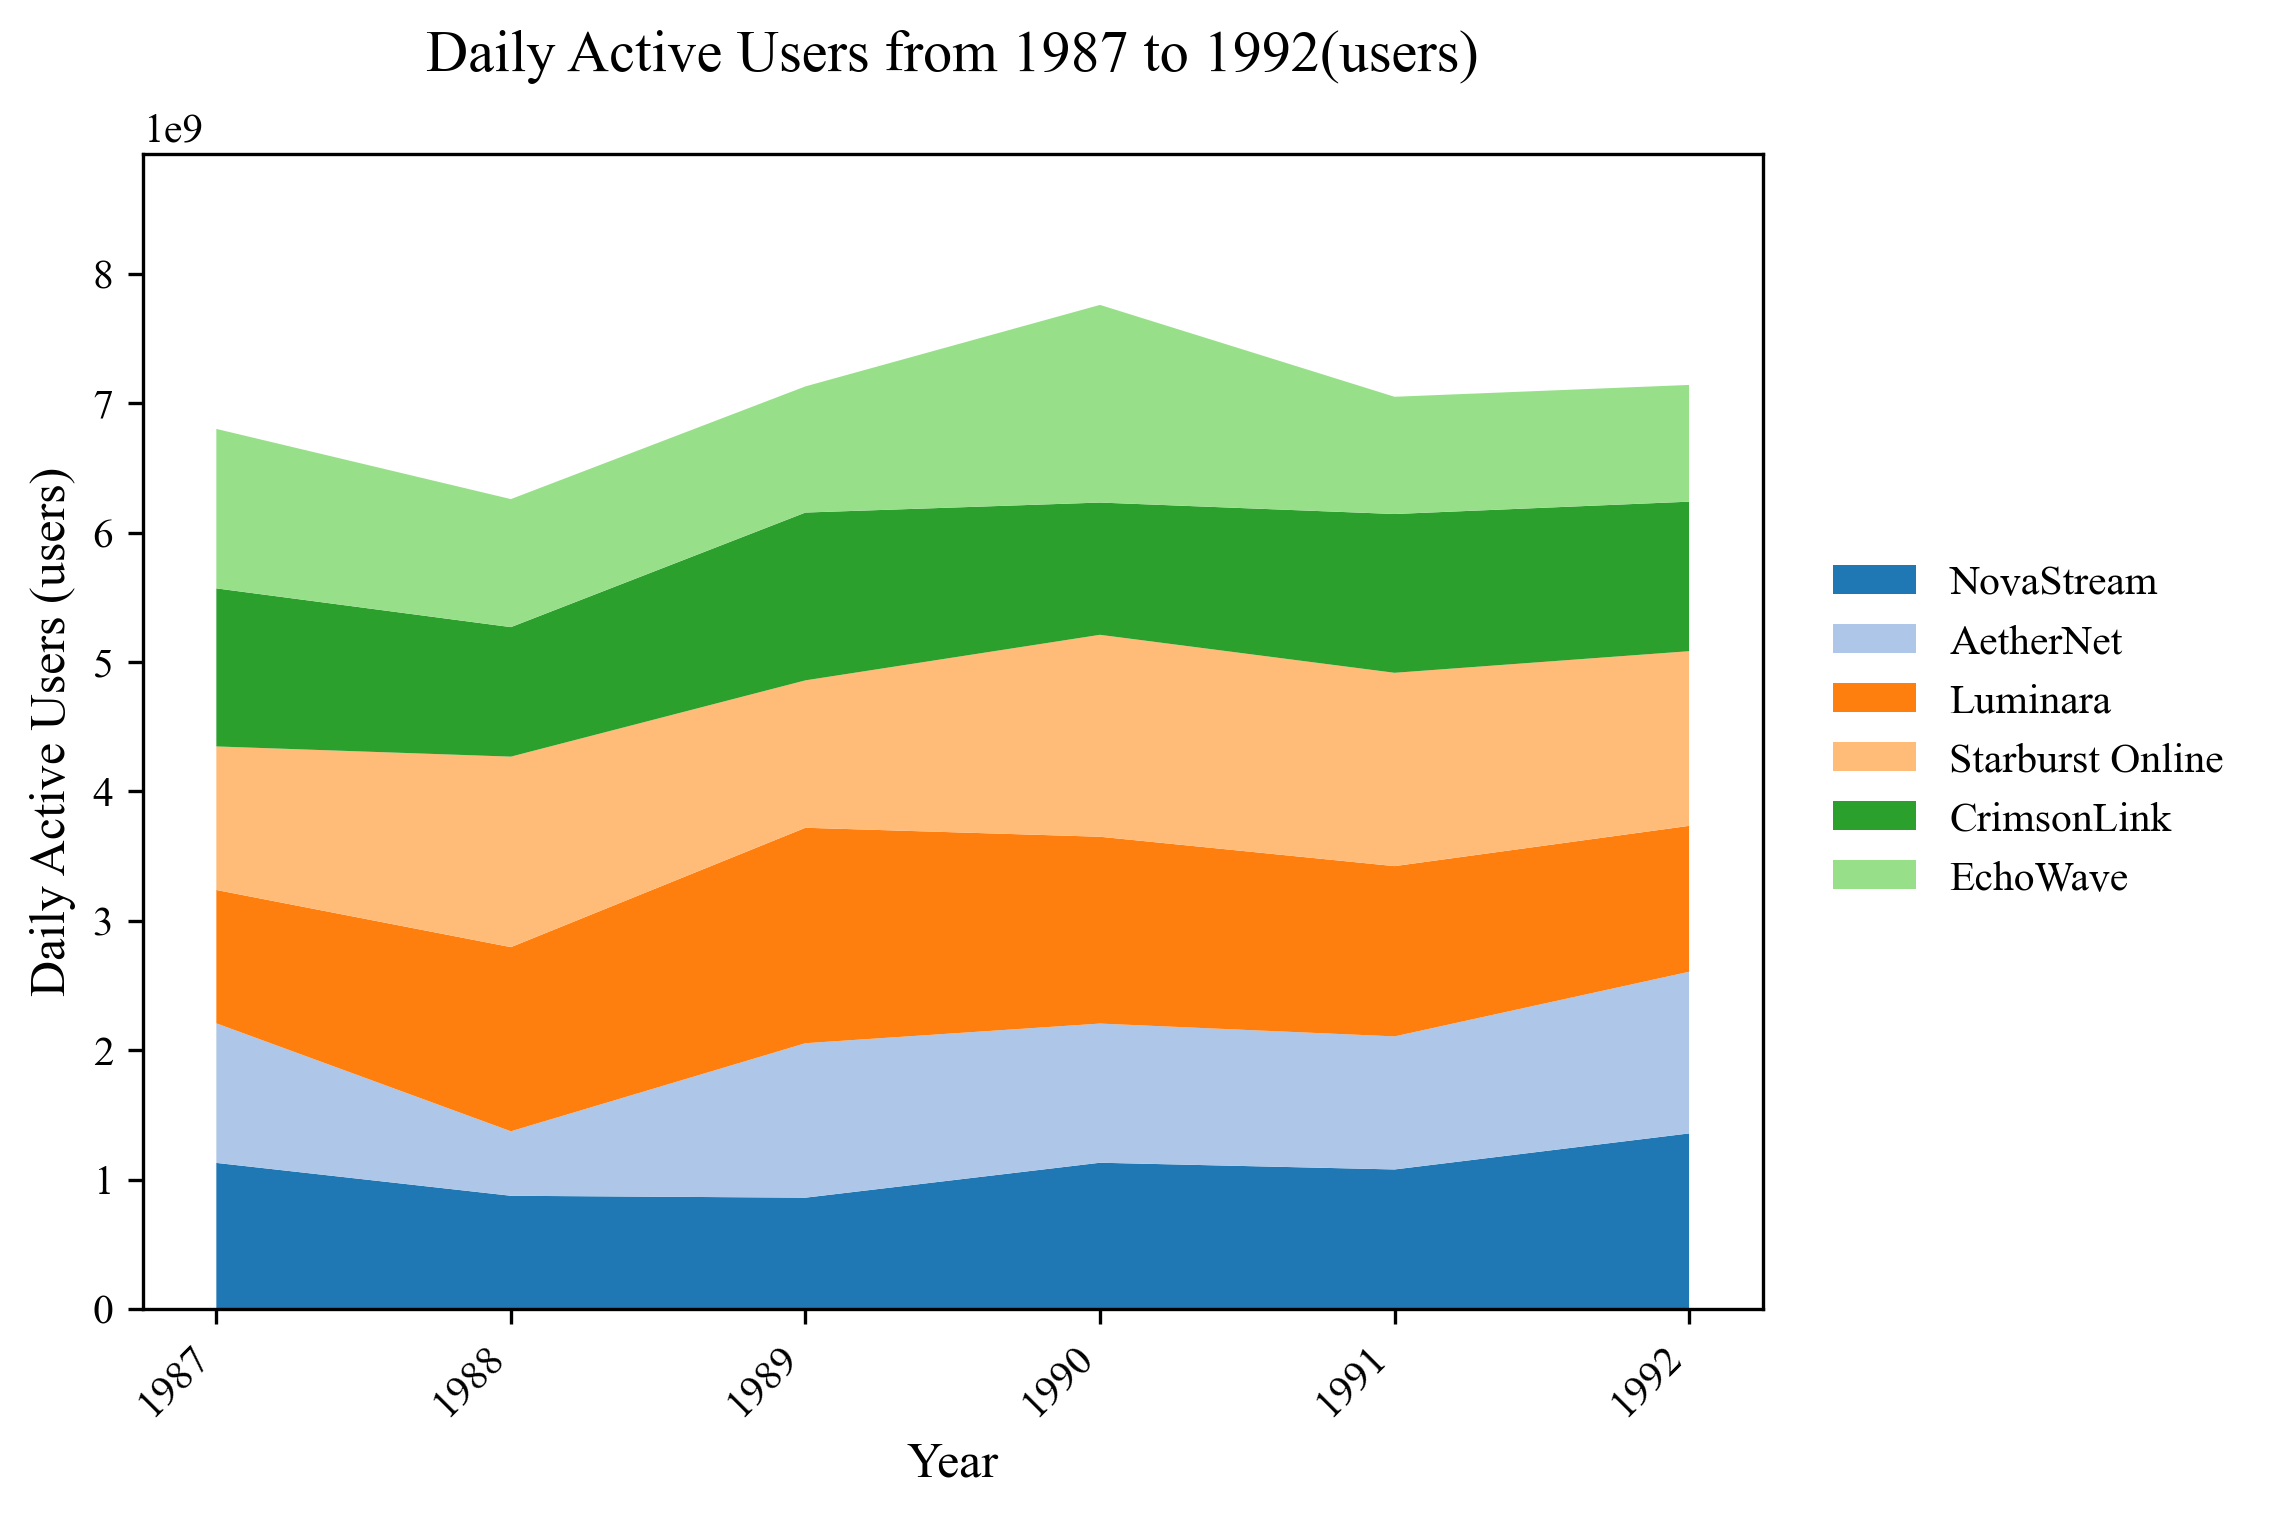 Daily Active Users from 1987 to 1992(users)
1e9
8
7
6
5
4
3
2
1
0
Daily Active Users (users)
1987
1988
1989
1990
1991
1992
Year
NovaStream
AetherNet
Luminara
Starburst Online
CrimsonLink
EchoWave